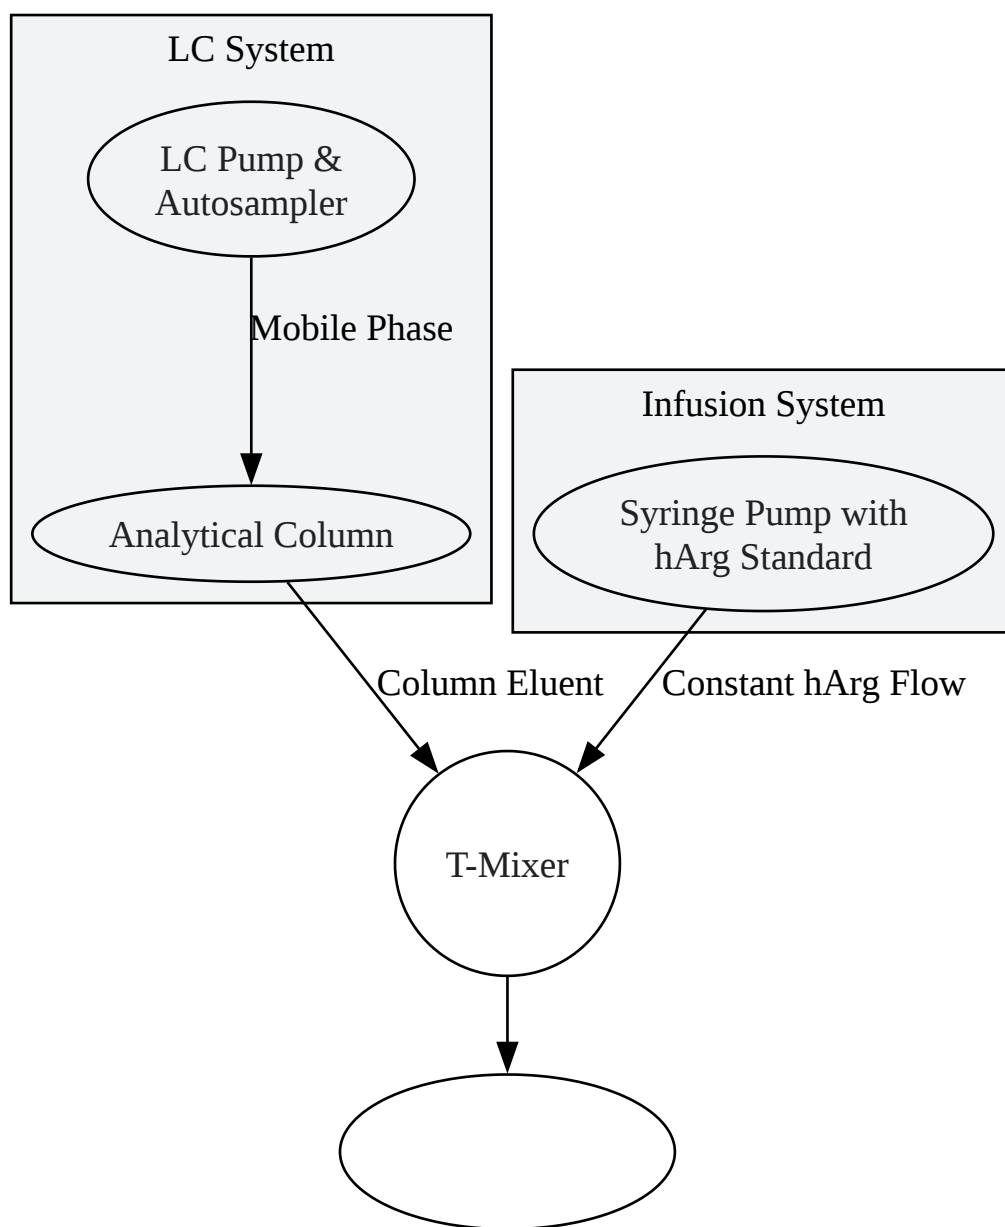 LC System
LC Pump &
Autosampler
Mobile Phase
Infusion System
Analytical Column
Syringe Pump with
hArg Standard
Column Eluent
Constant hArg Flow
T-Mixer